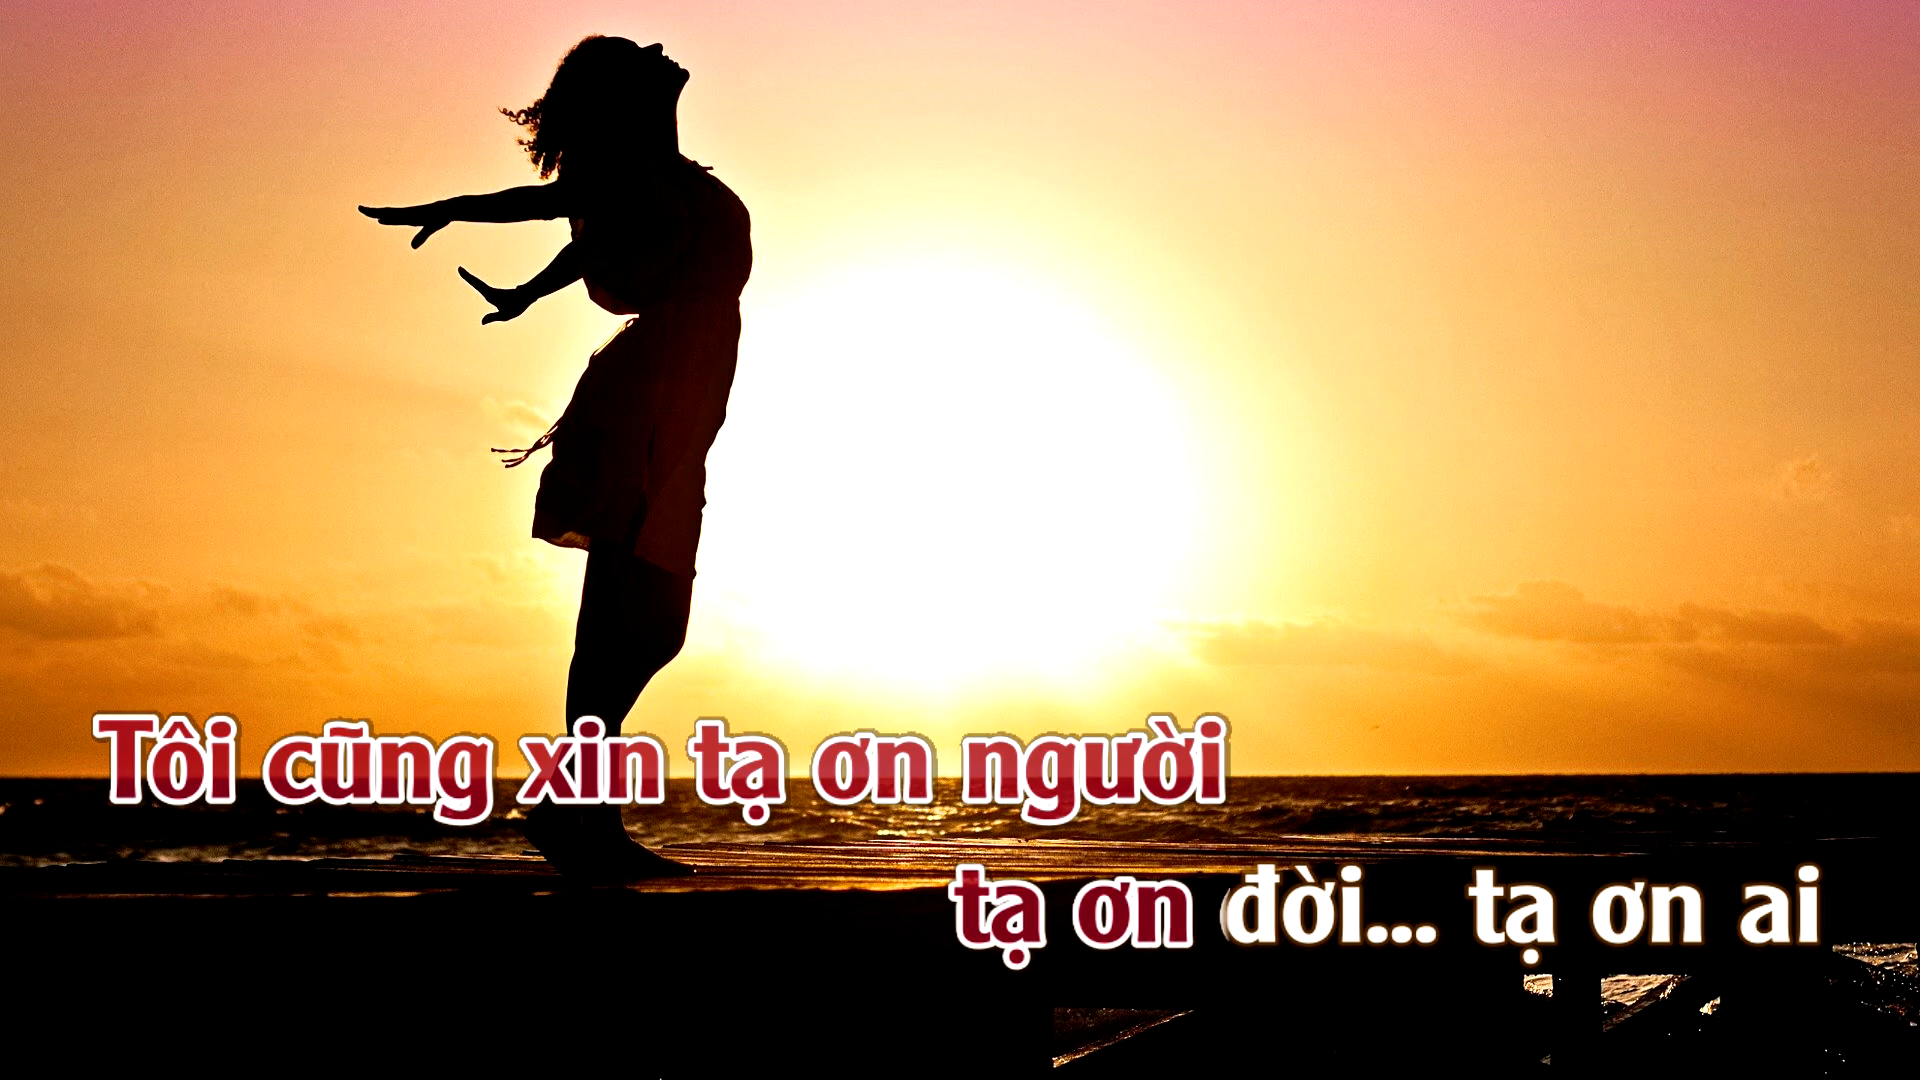 Tôi cũng xin tạ ơn người
tạ ơn đời... tạ ơn ai